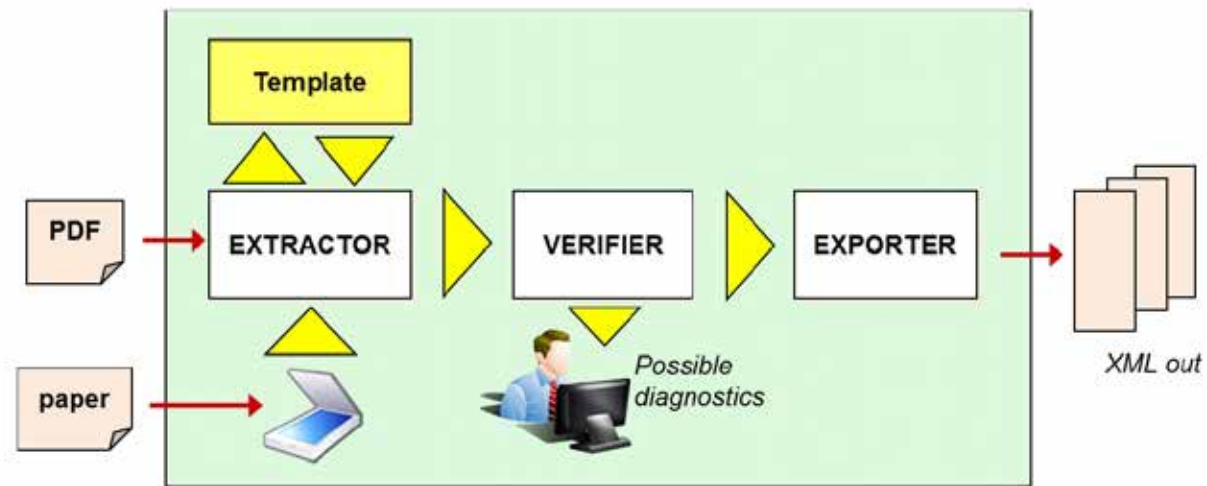 Template
PDF
EXTRACTOR
VERIFIER
EXPORTER
paper
Possible
diagnostics
XML out